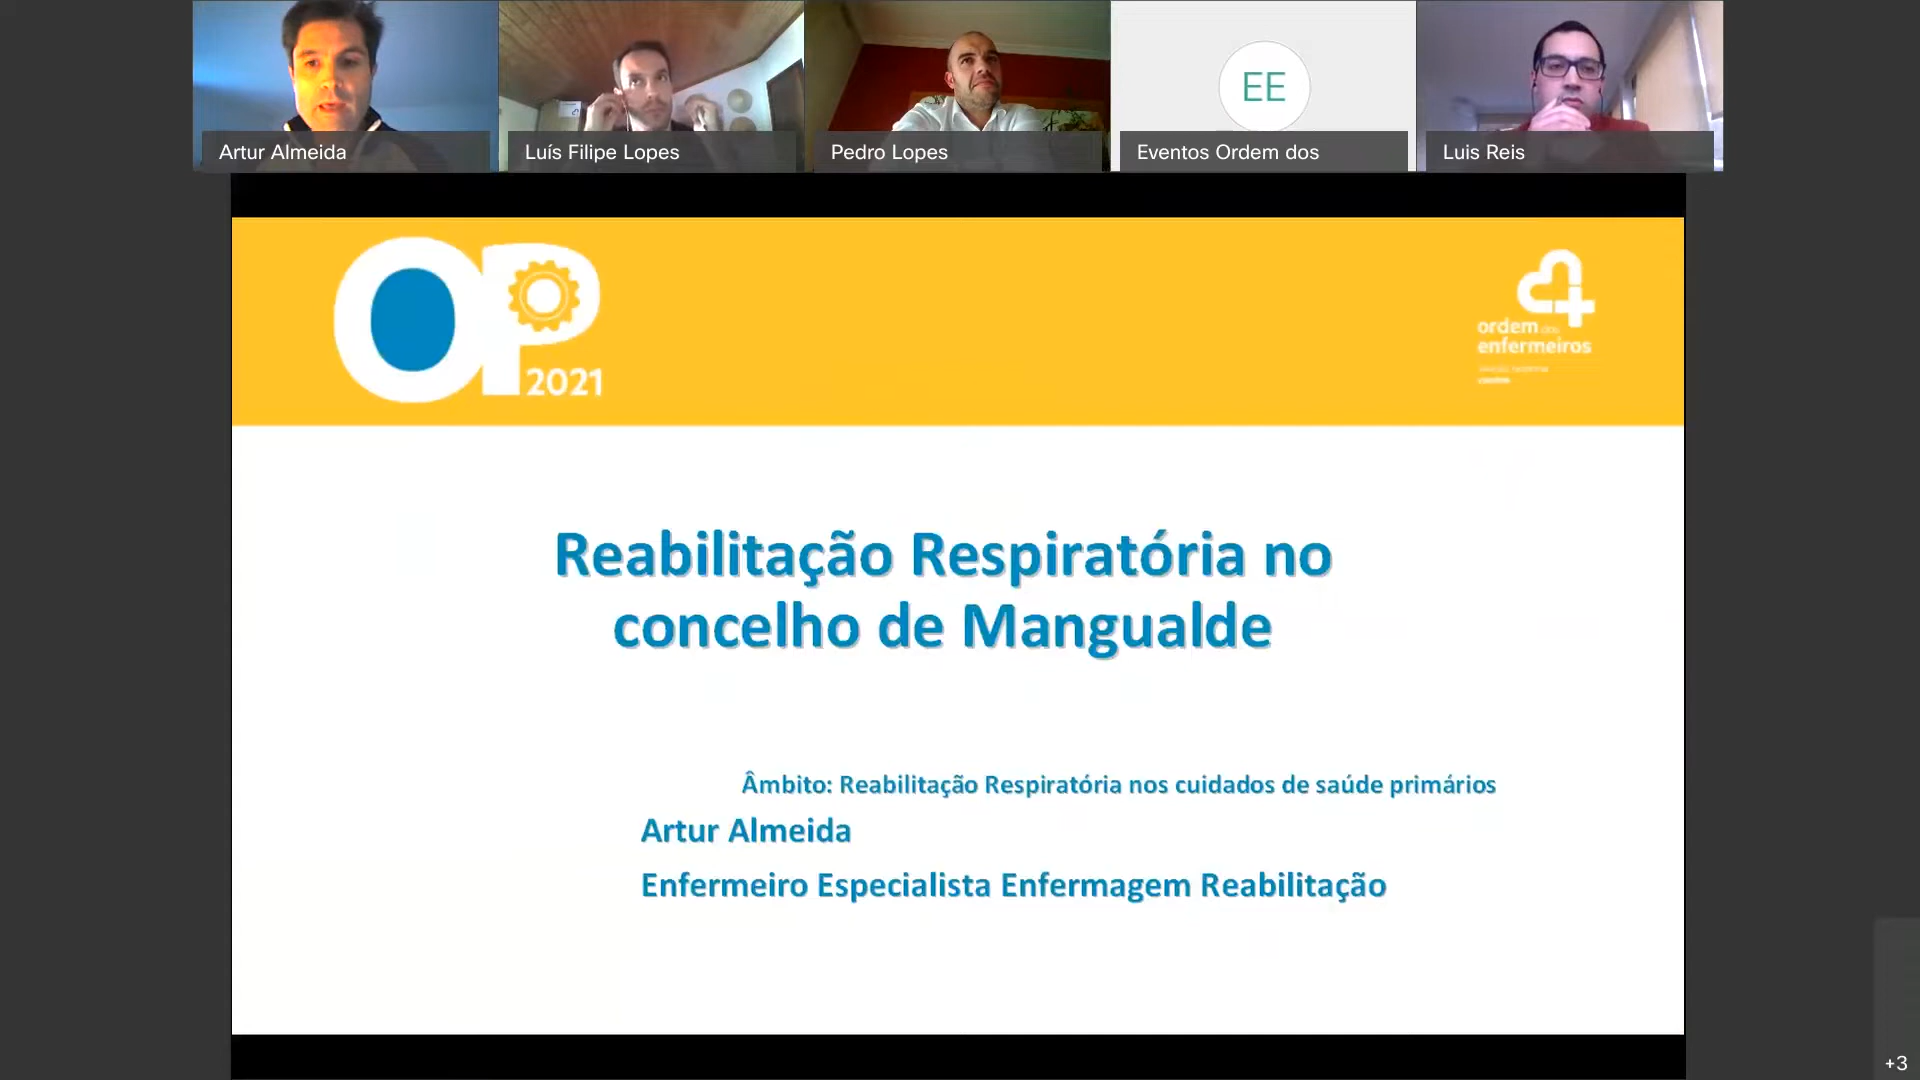 EE
Artur Almeida
Luís Filipe Lopes
Pedro Lopes
Eventos Ordem dos
Luis Reis
OP
2021
ordem dos
enfermeiros
Reabilitação Respiratória no
concelho de Mangualde
Âmbito: Reabilitação Respiratória nos cuidados de saúde primários
Artur Almeida
Enfermeiro Especialista Enfermagem Reabilitação
+3